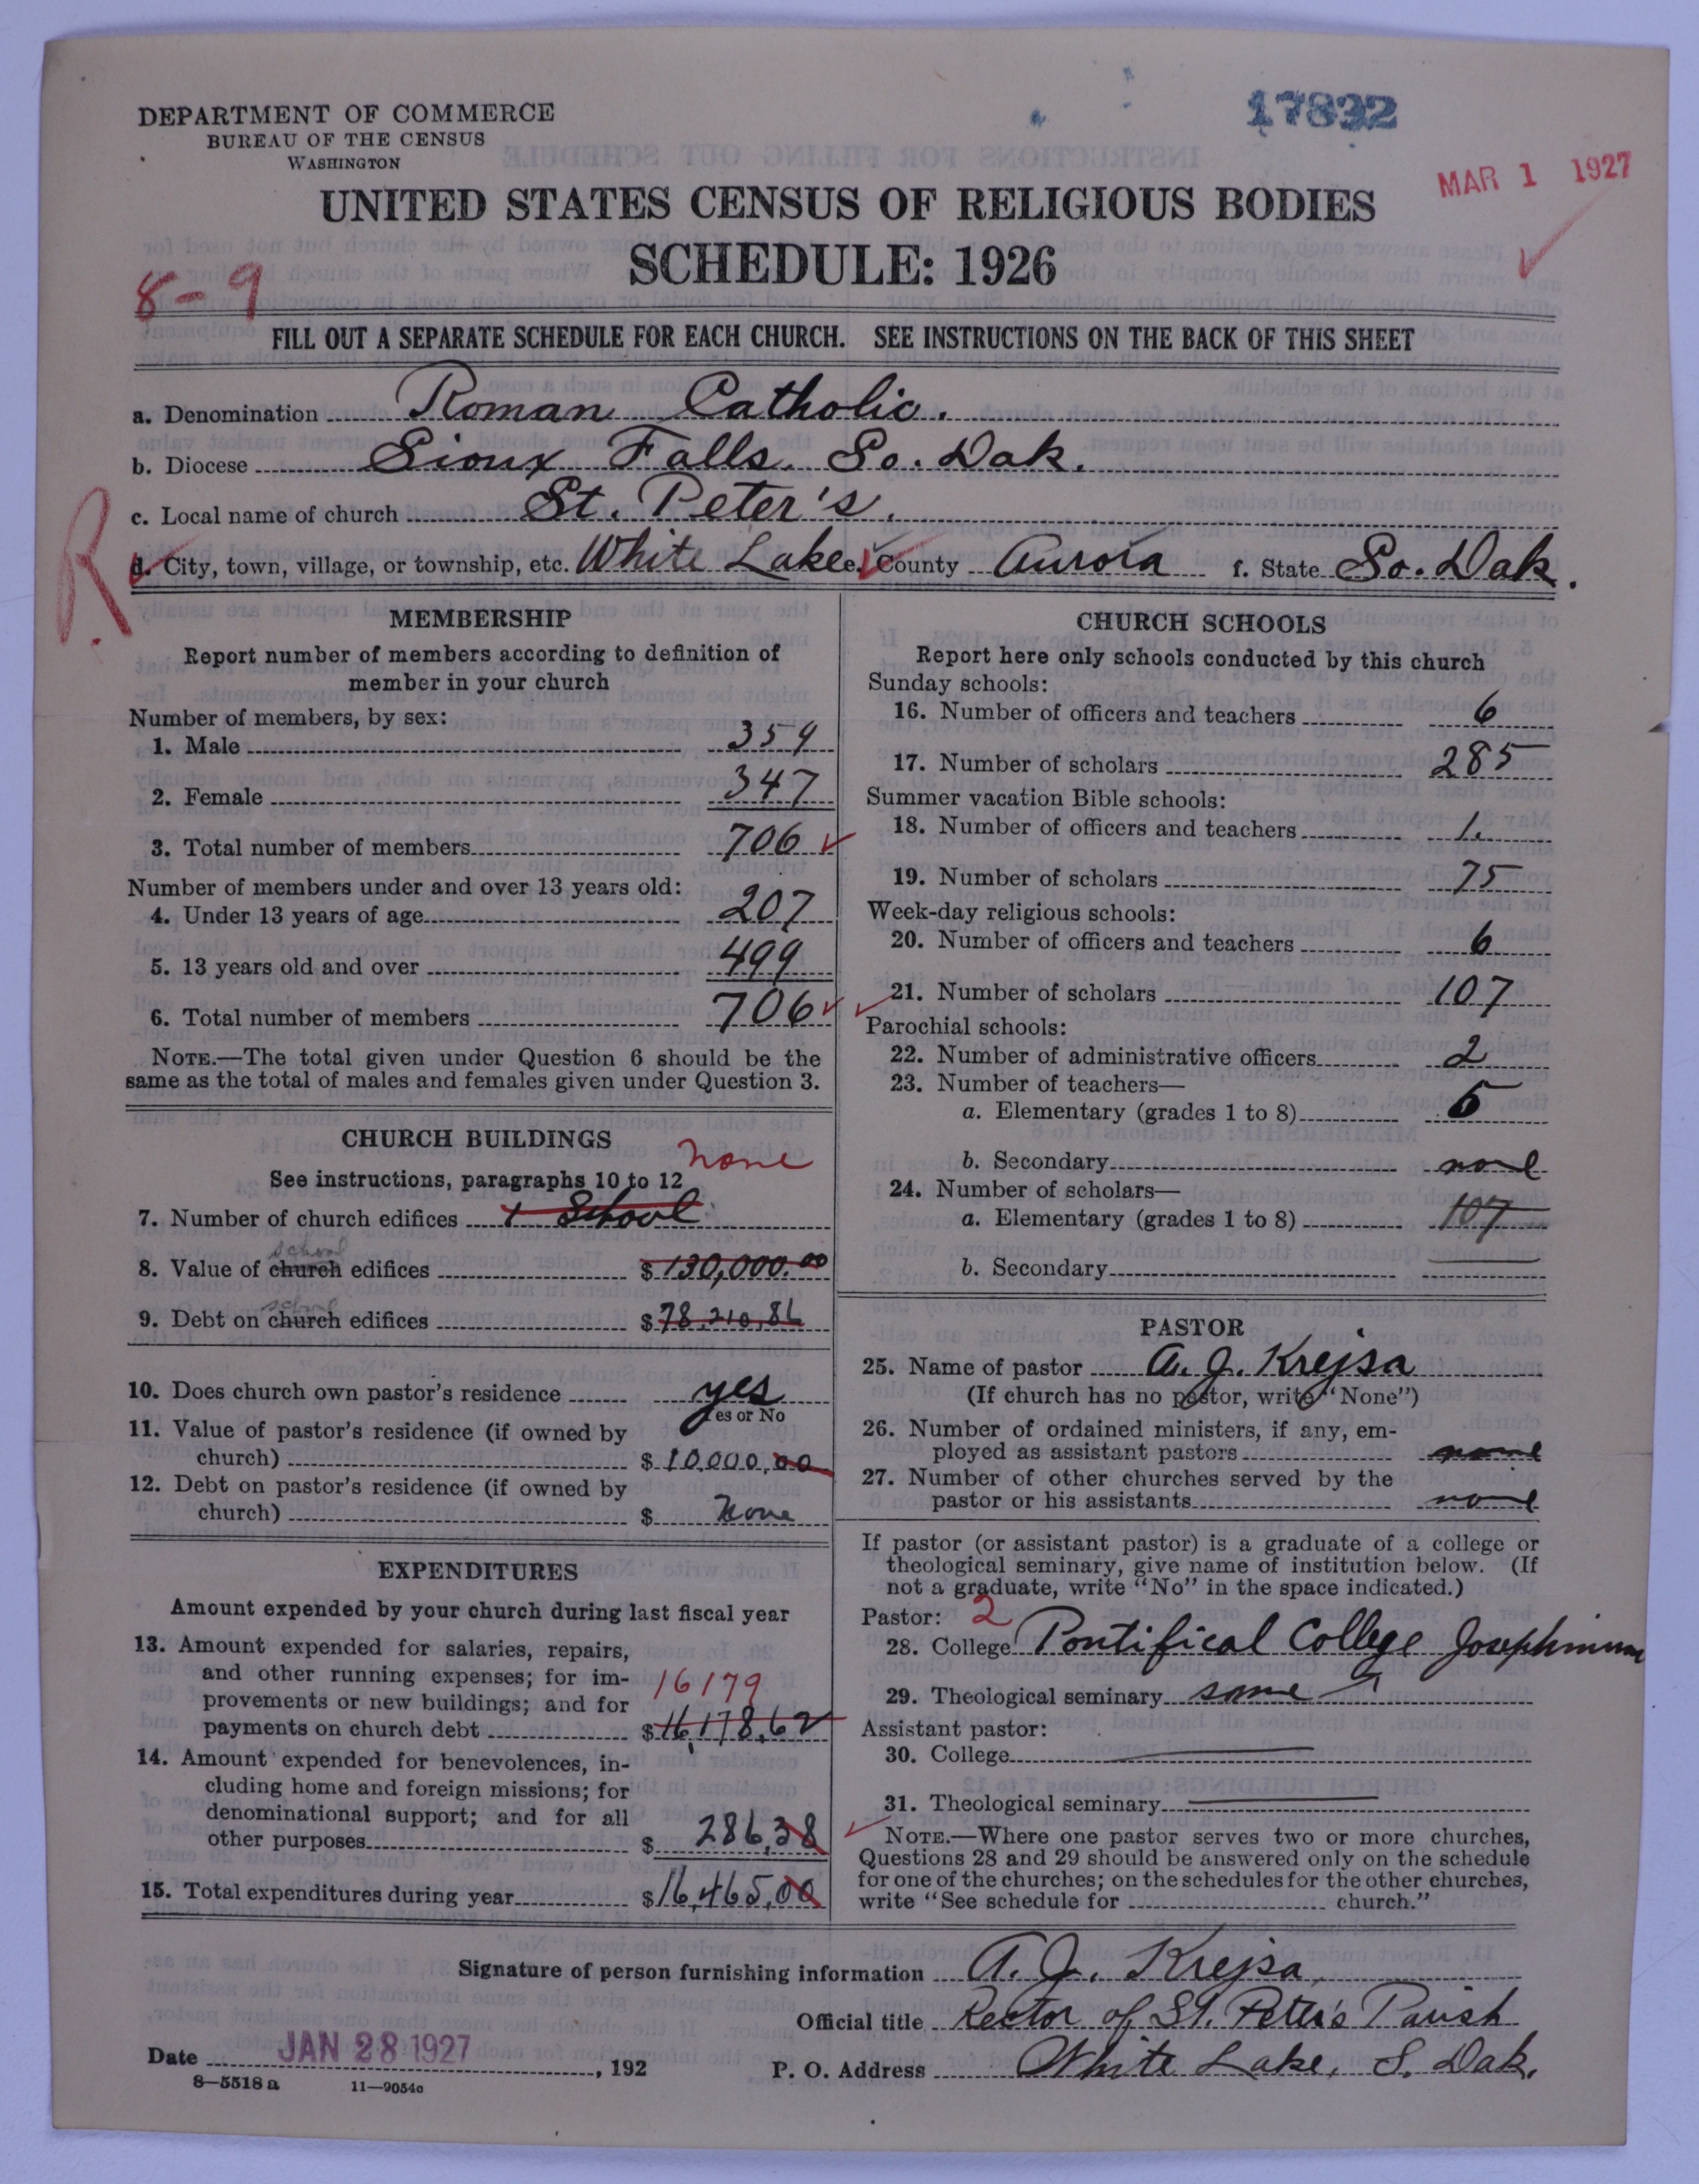 DEPARTMENT OF COMMERCE
BUREAU OF THE CENSUS
WASHINGTON
17832
MAR 1 1927
UNITED STATES CENSUS OF RELIGIOUS BODIES
SCHEDULE: 1926
8-9
FILL OUT A SEPARATE SCHEDULE FOR EACH CHURCH. SEE INSTRUCTIONS ON THE BACK OF THIS SHEET
a. Denomination Roman Catholic.
b. Diocese Sioux Falls. So. Dak.
c. Local name of church St. Peter's.
R.
d. City, town, village, or township, etc. White Lake e. County Aurora f. State So. Dak.
MEMBERSHIP
Report number of members according to definition of
member in your church
Number of members, by sex:
1. Male 359
2. Female 347
3. Total number of members 706
Number of members under and over 13 years old:
4. Under 13 years of age 207
5. 13 years old and over 499
6. Total number of members 706
NOTE.—The total given under Question 6 should be the
same as the total of males and females given under Question 3.
CHURCH BUILDINGS
See instructions, paragraphs 10 to 12
none
7. Number of church edifices 1 School
school
8. Value of church edifices $130,000.00
school
9. Debt on church edifices $78,210.86
10. Does church own pastor's residence yes
Yes or No
11. Value of pastor's residence (if owned by
church) $10,000,00
12. Debt on pastor's residence (if owned by
church) $ None
EXPENDITURES
Amount expended by your church during last fiscal year
13. Amount expended for salaries, repairs,
and other running expenses; for im-
16179
provements or new buildings; and for
payments on church debt $16,178,62
14. Amount expended for benevolences, in-
cluding home and foreign missions; for
denominational support; and for all
other purposes $286,38
15. Total expenditures during year $16,465,00
CHURCH SCHOOLS
Report here only schools conducted by this church
Sunday schools:
16. Number of officers and teachers 6
17. Number of scholars 285
Summer vacation Bible schools:
18. Number of officers and teachers 1.
19. Number of scholars 75
Week-day religious schools:
20. Number of officers and teachers 6
21. Number of scholars 107
Parochial schools:
22. Number of administrative officers 2
23. Number of teachers—
a. Elementary (grades 1 to 8)
b. Secondary none
24. Number of scholars—
a. Elementary (grades 1 to 8) 107
b. Secondary
PASTOR
25. Name of pastor A. J. Krejsa
(If church has no pastor, write "None")
26. Number of ordained ministers, if any, em-
ployed as assistant pastors none
27. Number of other churches served by the
pastor or his assistants none
If pastor (or assistant pastor) is a graduate of a college or
theological seminary, give name of institution below. (If
not a graduate, write "No" in the space indicated.)
Pastor: 2
28. College Pontifical College Josephinum
29. Theological seminary same
Assistant pastor:
30. College
31. Theological seminary
NOTE.—Where one pastor serves two or more churches,
Questions 28 and 29 should be answered only on the schedule
for one of the churches; on the schedules for the other churches,
write "See schedule for church."
Signature of person furnishing information A. J. Krejsa,
Official title Rector of St. Peter's Parish
Date JAN 28 1927, 192
P. O. Address White Lake, S. Dak.
8—5518 a 11—9054a